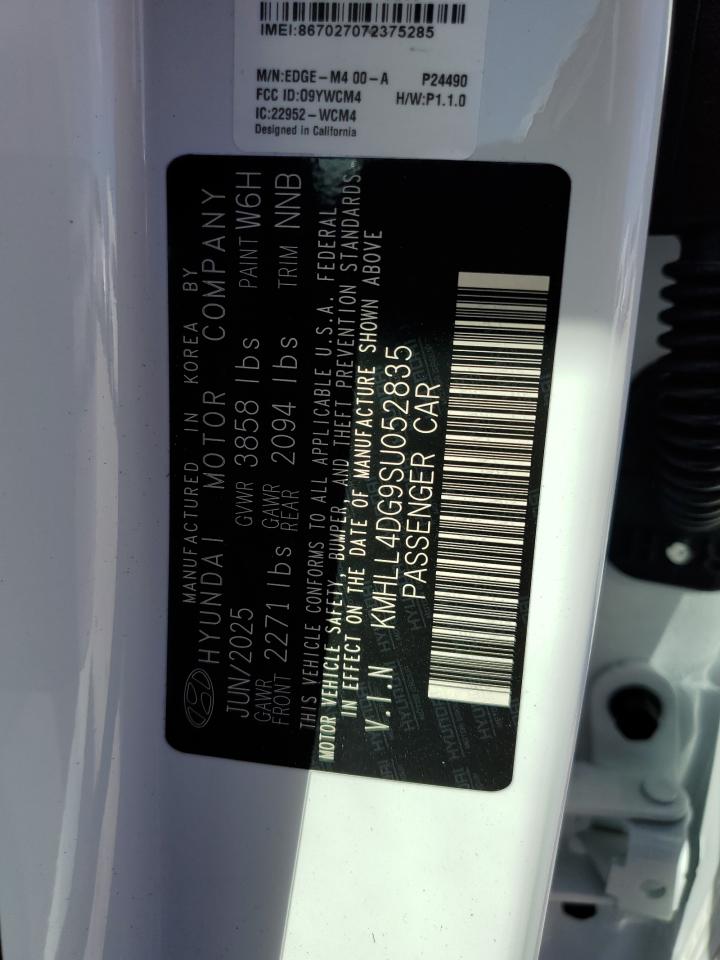 IMEI:867027072375285
M/N:EDGE-M4 00-A P24490
FCC ID:O9YWCM4 H/W:P1.1.0
IC:22952-WCM4
Designed in California
MANUFACTURED IN KOREA BY
HYUNDAI MOTOR COMPANY
JUN/2025 GVWR 3858 lbs PAINT W6H
GAWR FRONT 2271 lbs GAWR REAR 2094 lbs TRIM NNB
THIS VEHICLE CONFORMS TO ALL APPLICABLE U.S.A. FEDERAL
MOTOR VEHICLE SAFETY, BUMPER, AND THEFT PREVENTION STANDARDS
IN EFFECT ON THE DATE OF MANUFACTURE SHOWN ABOVE
V.I.N KMHLL4DG9SU052835
PASSENGER CAR